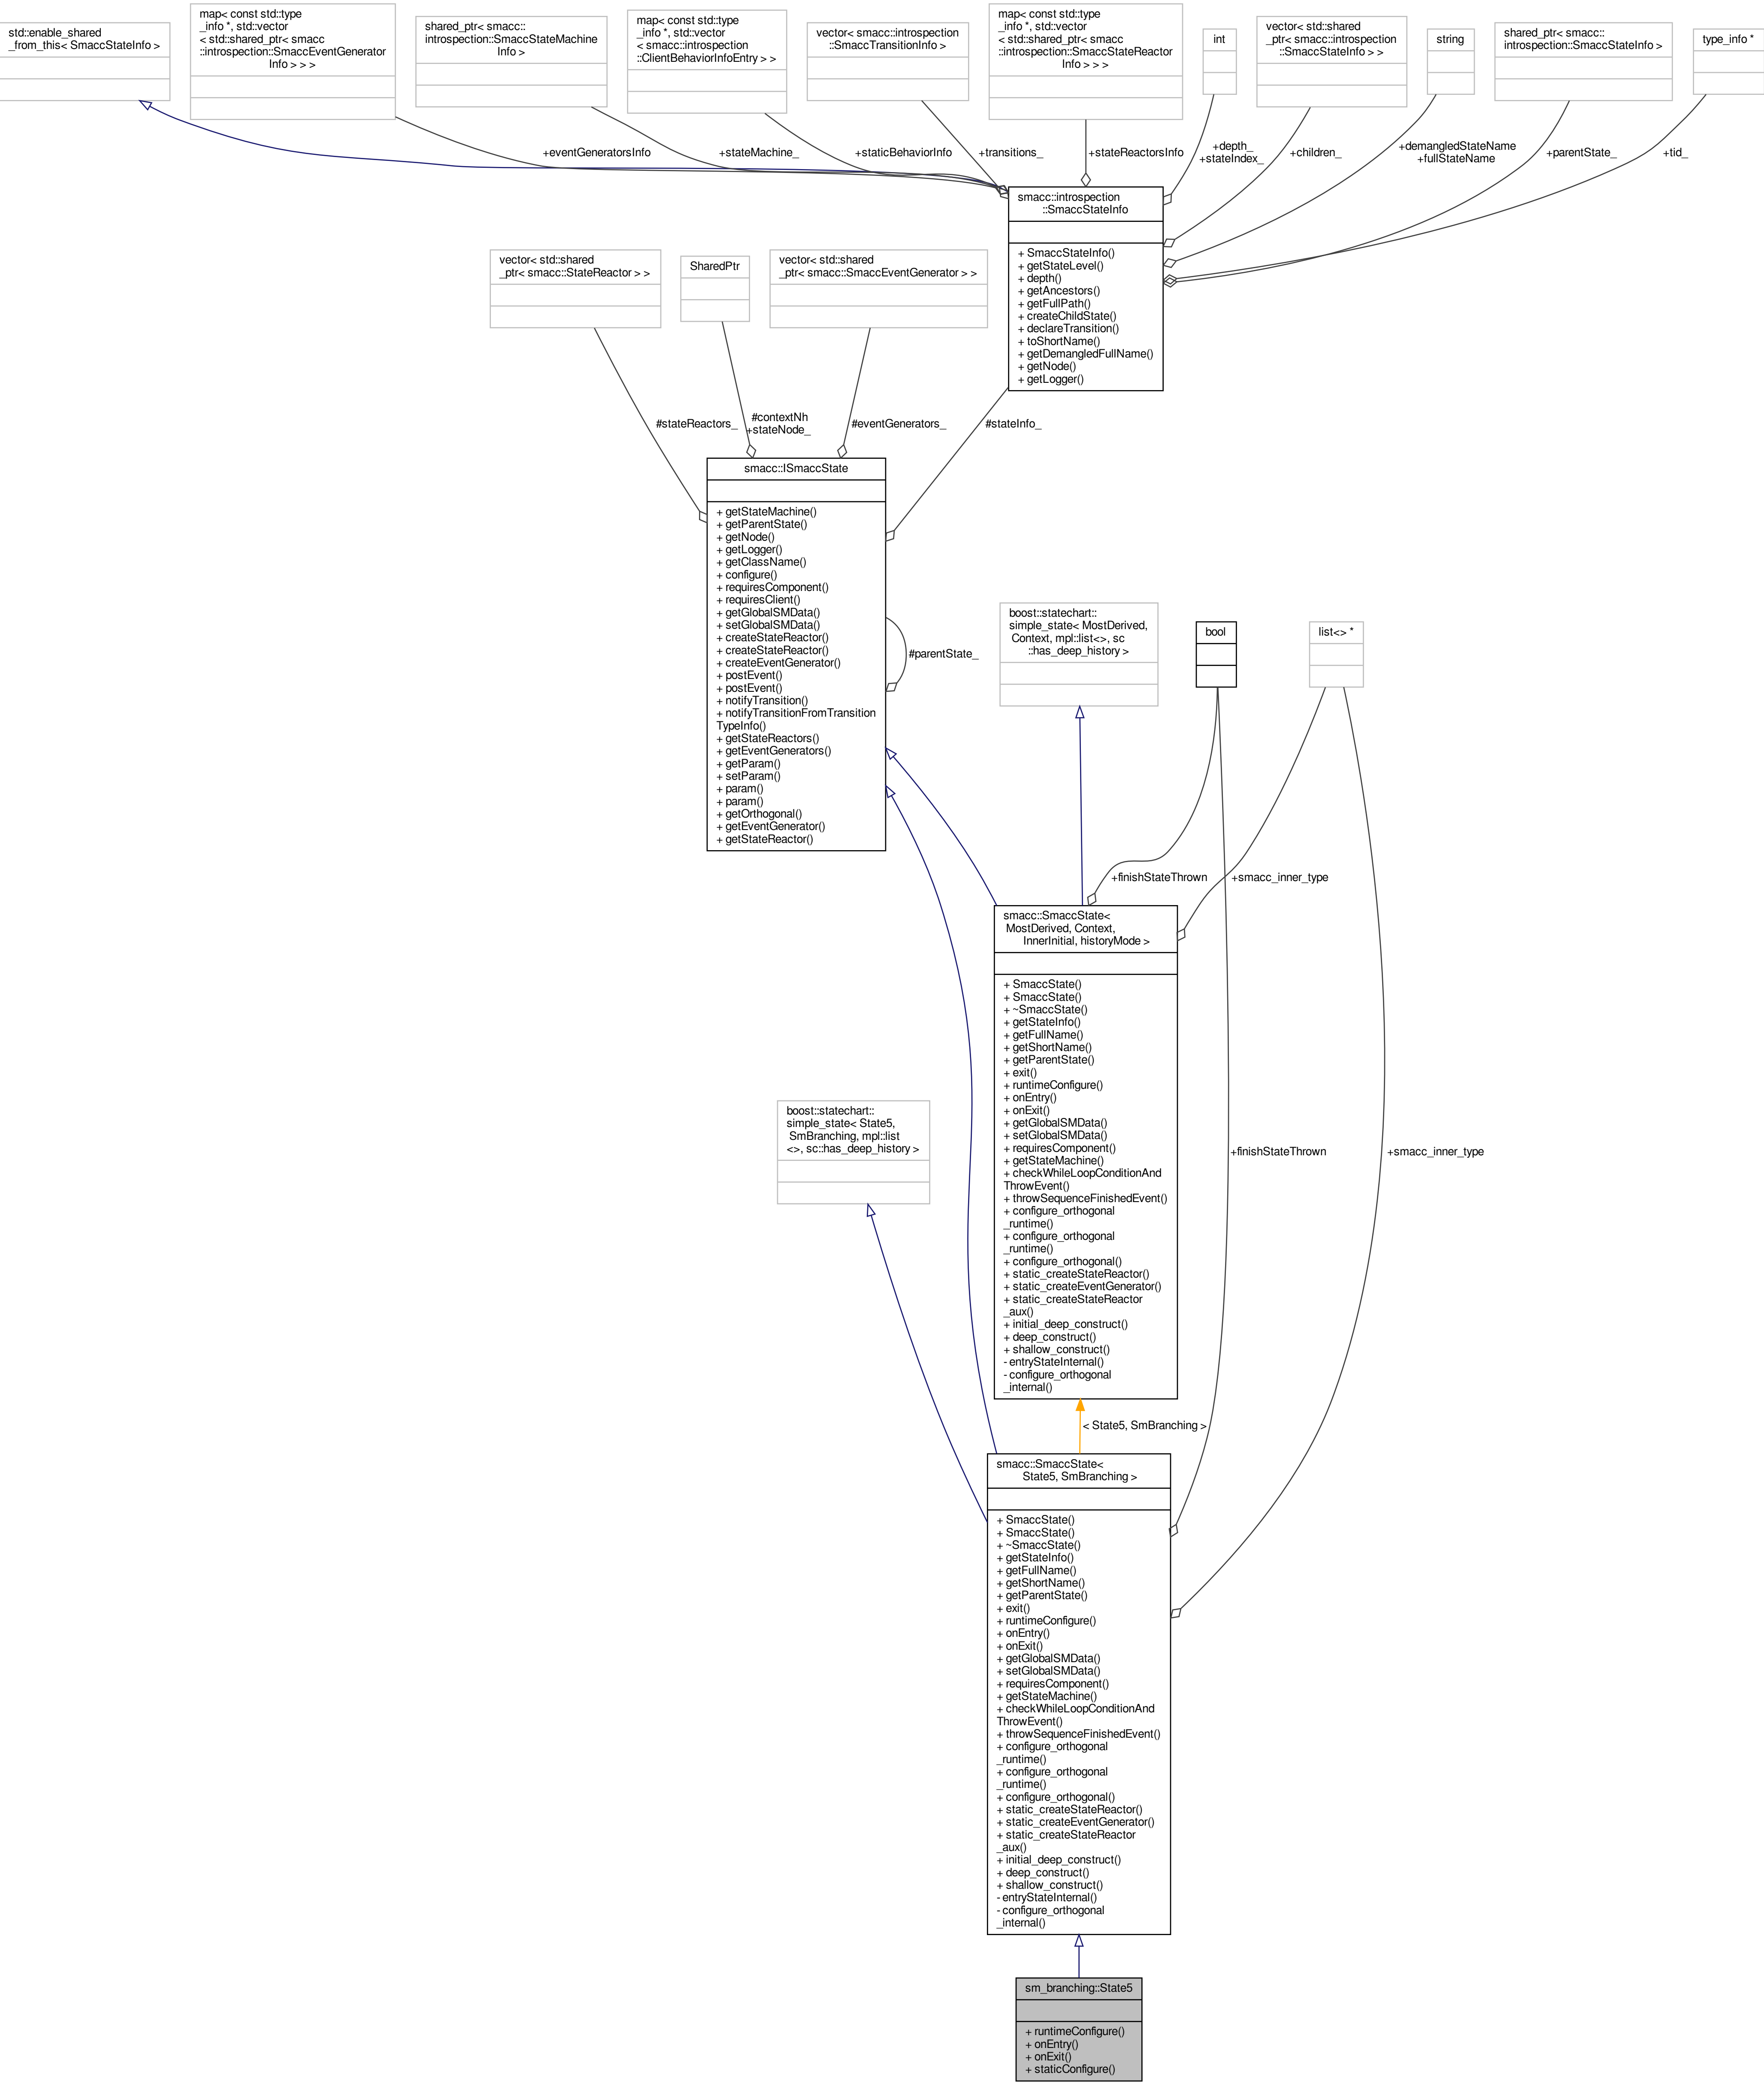 std::enable_shared
_from_this< SmaccStateInfo >
map< const std::type
_info *, std::vector
< std::shared_ptr< smacc
::introspection::SmaccEventGenerator
Info > > >
shared_ptr< smacc::
introspection::SmaccStateMachine
Info >
map< const std::type
_info *, std::vector
< smacc::introspection
::ClientBehaviorInfoEntry > >
vector< smacc::introspection
::SmaccTransitionInfo >
map< const std::type
_info *, std::vector
< std::shared_ptr< smacc
::introspection::SmaccStateReactor
Info > > >
int
vector< std::shared
_ptr< smacc::introspection
::SmaccStateInfo > >
string
shared_ptr< smacc::
introspection::SmaccStateInfo >
type_info *
+eventGeneratorsInfo
+stateMachine_
+staticBehaviorInfo
+transitions_
+stateReactorsInfo
+depth_
+stateIndex_
+children_
+demangledStateName
+fullStateName
+parentState_
+tid_
smacc::introspection
::SmaccStateInfo
+ SmaccStateInfo()
+ getStateLevel()
+ depth()
+ getAncestors()
+ getFullPath()
+ createChildState()
+ declareTransition()
+ toShortName()
+ getDemangledFullName()
+ getNode()
+ getLogger()
vector< std::shared
_ptr< smacc::StateReactor > >
SharedPtr
vector< std::shared
_ptr< smacc::SmaccEventGenerator > >
#stateReactors_
#contextNh
+stateNode_
#eventGenerators_
#stateInfo_
smacc::ISmaccState
+ getStateMachine()
+ getParentState()
+ getNode()
+ getLogger()
+ getClassName()
+ configure()
+ requiresComponent()
+ requiresClient()
+ getGlobalSMData()
+ setGlobalSMData()
+ createStateReactor()
+ createStateReactor()
+ createEventGenerator()
+ postEvent()
+ postEvent()
+ notifyTransition()
+ notifyTransitionFromTransition
TypeInfo()
+ getStateReactors()
+ getEventGenerators()
+ getParam()
+ setParam()
+ param()
+ param()
+ getOrthogonal()
+ getEventGenerator()
+ getStateReactor()
#parentState_
boost::statechart::
simple_state< MostDerived,
Context, mpl::list<>, sc
::has_deep_history >
bool
list<> *
+finishStateThrown
+smacc_inner_type
smacc::SmaccState<
MostDerived, Context,
InnerInitial, historyMode >
+ SmaccState()
+ SmaccState()
+ ~SmaccState()
+ getStateInfo()
+ getFullName()
+ getShortName()
+ getParentState()
+ exit()
+ runtimeConfigure()
+ onEntry()
+ onExit()
+ getGlobalSMData()
+ setGlobalSMData()
+ requiresComponent()
+ getStateMachine()
+ checkWhileLoopConditionAnd
ThrowEvent()
+ throwSequenceFinishedEvent()
+ configure_orthogonal
_runtime()
+ configure_orthogonal
_runtime()
+ configure_orthogonal()
+ static_createStateReactor()
+ static_createEventGenerator()
+ static_createStateReactor
_aux()
+ initial_deep_construct()
+ deep_construct()
+ shallow_construct()
- entryStateInternal()
- configure_orthogonal
_internal()
boost::statechart::
simple_state< State5,
SmBranching, mpl::list
<>, sc::has_deep_history >
+finishStateThrown
+smacc_inner_type
< State5, SmBranching >
smacc::SmaccState<
State5, SmBranching >
+ SmaccState()
+ SmaccState()
+ ~SmaccState()
+ getStateInfo()
+ getFullName()
+ getShortName()
+ getParentState()
+ exit()
+ runtimeConfigure()
+ onEntry()
+ onExit()
+ getGlobalSMData()
+ setGlobalSMData()
+ requiresComponent()
+ getStateMachine()
+ checkWhileLoopConditionAnd
ThrowEvent()
+ throwSequenceFinishedEvent()
+ configure_orthogonal
_runtime()
+ configure_orthogonal
_runtime()
+ configure_orthogonal()
+ static_createStateReactor()
+ static_createEventGenerator()
+ static_createStateReactor
_aux()
+ initial_deep_construct()
+ deep_construct()
+ shallow_construct()
- entryStateInternal()
- configure_orthogonal
_internal()
sm_branching::State5
+ runtimeConfigure()
+ onEntry()
+ onExit()
+ staticConfigure()